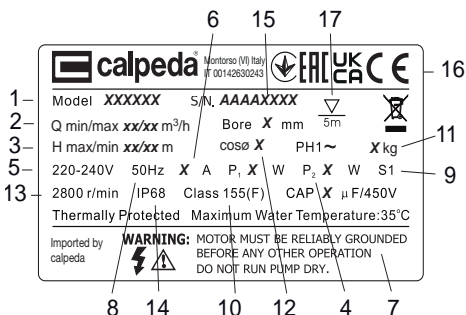 6 15 17
calpeda Montorso (VI) Italy IT 00142630243 EAC UKCA CE 16
1 Model XXXXXX S/N. AAAAXXXX
2 Q min/max xx/xx m³/h Bore X mm 5m
3 H max/min xx/xx m cosø X PH1~ X kg 11
5 220-240V 50Hz X A P₁ X W P₂ X W S1 9
13 2800 r/min IP68 Class 155(F) CAP X µF/450V
Thermally Protected Maximum Water Temperature:35°C
Imported by calpeda
WARNING: MOTOR MUST BE RELIABLY GROUNDED
BEFORE ANY OTHER OPERATION
DO NOT RUN PUMP DRY.
8 14 10 12 4 7